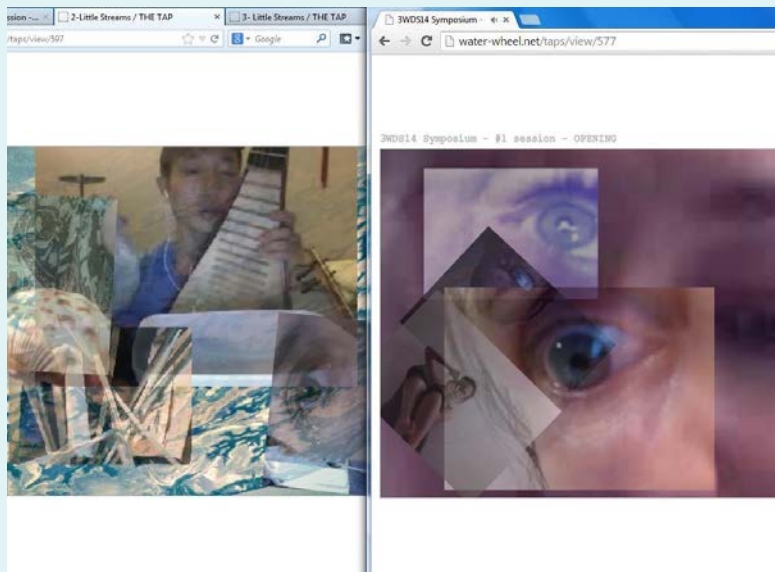 ssion -...
2-Little Streams / THE TAP
3- Little Streams / THE TAP
/taps/view/597
Google
3WDS14 Symposium -
water-wheel.net/taps/view/577
3WDS14 Symposium - #1 session - OPENING